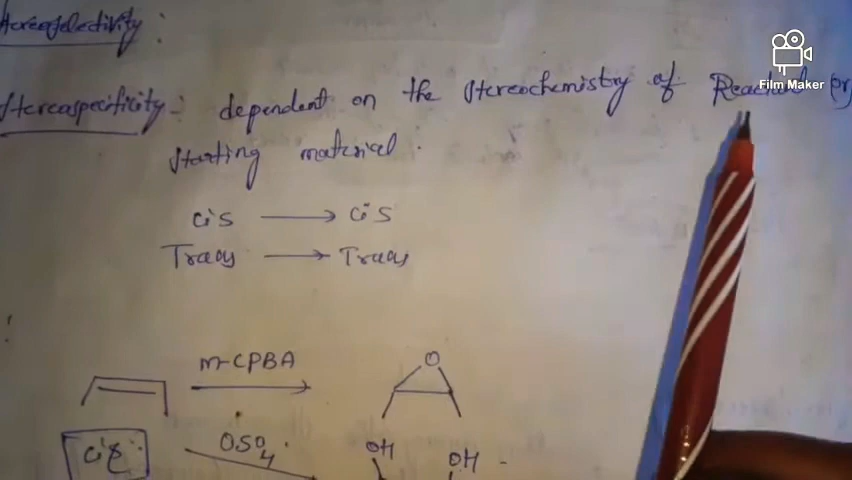 Stereoselectivity :
Film Maker
Stereospecificity :- dependent on the Stereochemistry of Reactant (or)
Starting material.
Cis → Cis
Trans → Trans
m-CPBA
O
cis
OSO4
OH
OH